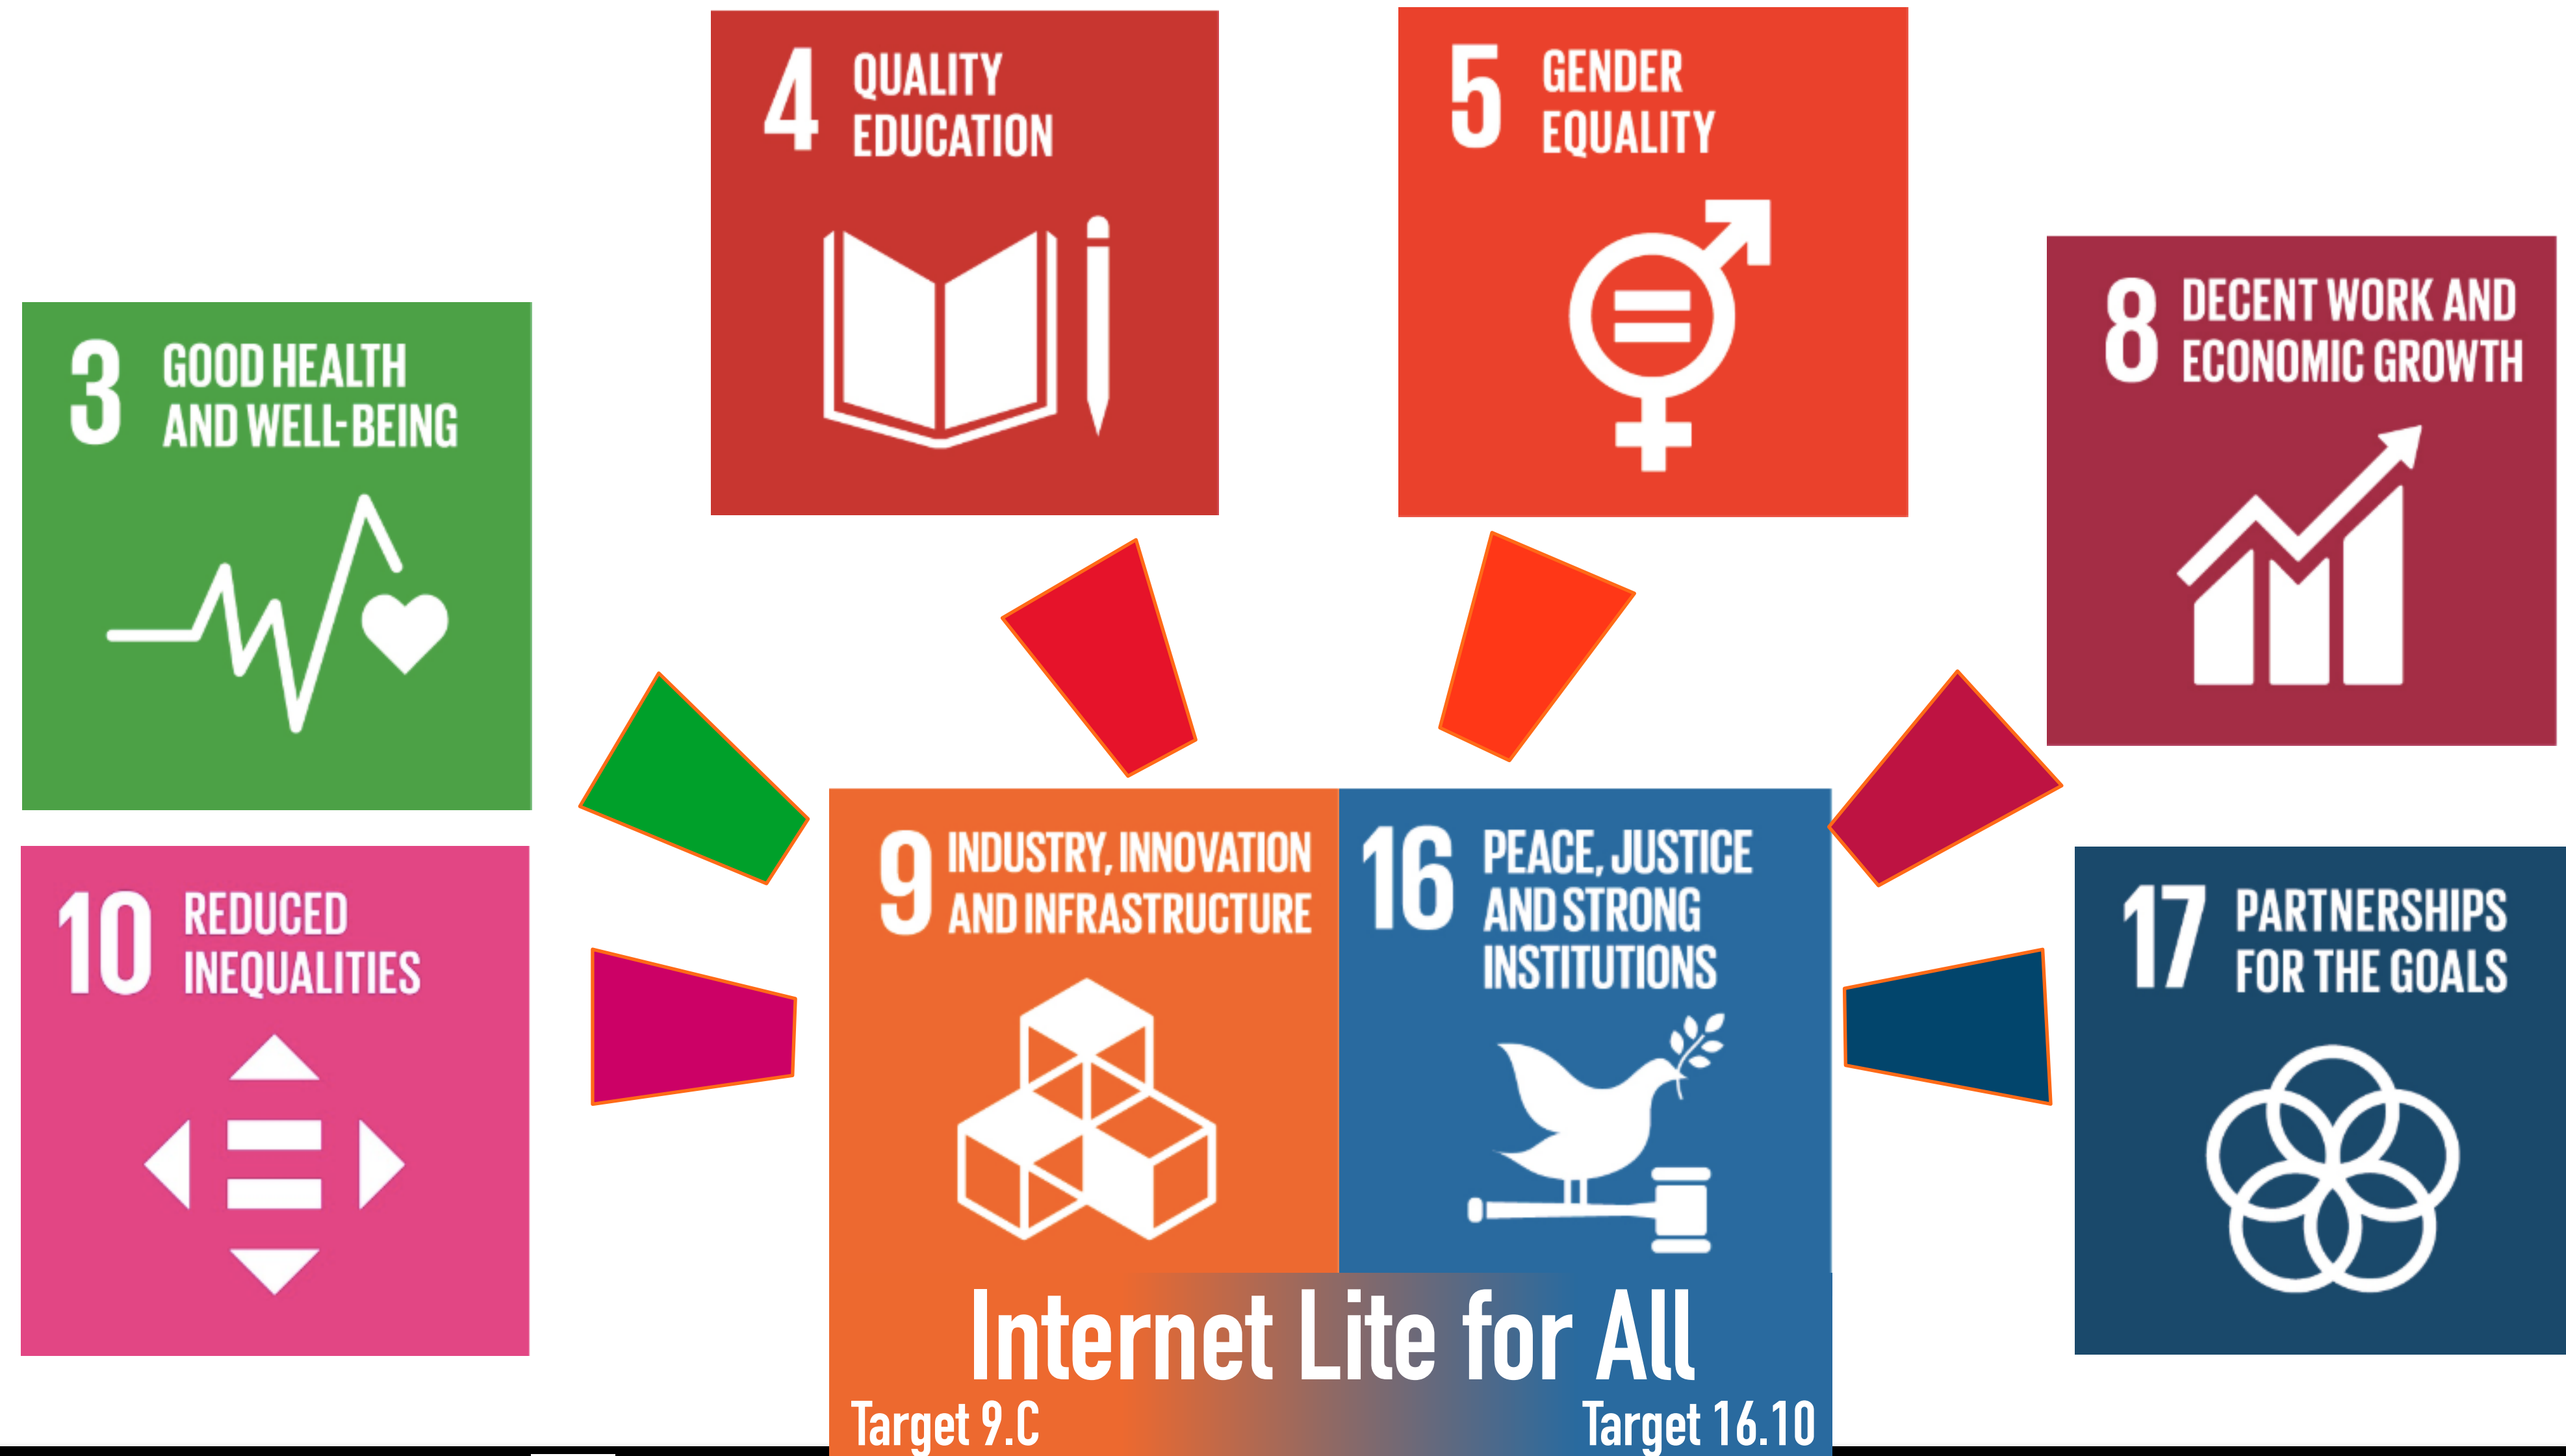 4 QUALITY
EDUCATION
5 GENDER
EQUALITY
3 GOOD HEALTH
AND WELL-BEING
8 DECENT WORK AND
ECONOMIC GROWTH
10 REDUCED
INEQUALITIES
9 INDUSTRY, INNOVATION
AND INFRASTRUCTURE
16 PEACE, JUSTICE
AND STRONG
INSTITUTIONS
17 PARTNERSHIPS
FOR THE GOALS
Internet Lite for All
Target 9.C
Target 16.10